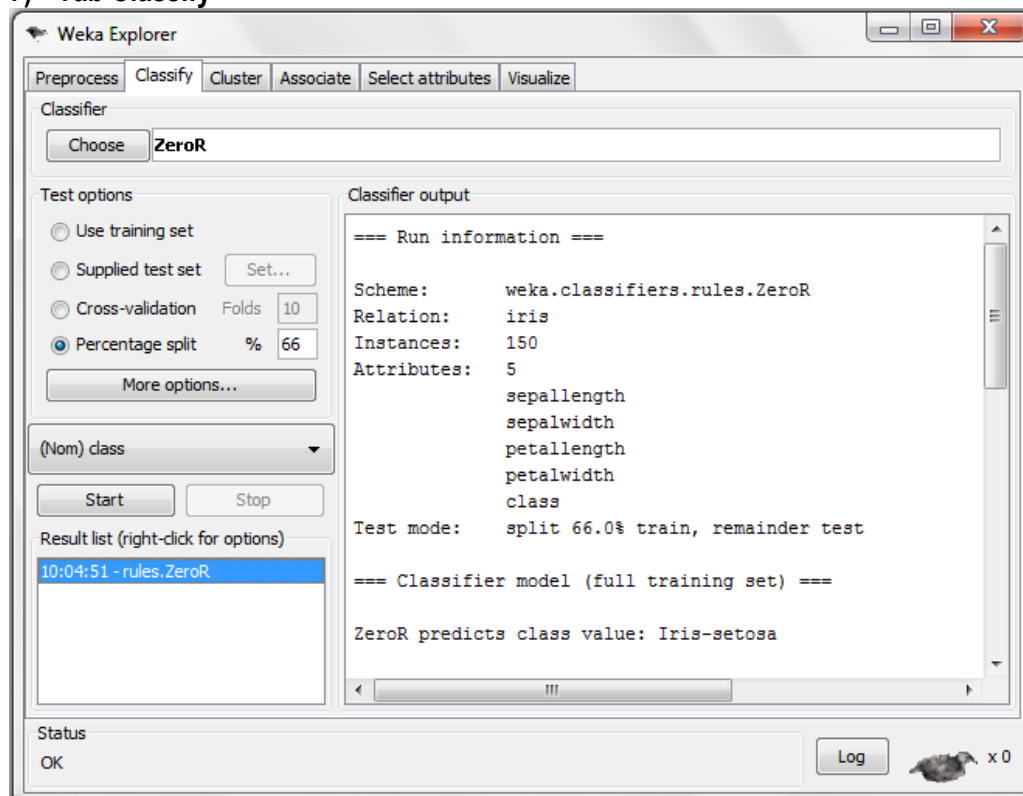 Weka Explorer
Preprocess Classify Cluster Associate Select attributes Visualize
Classifier
Choose ZeroR
Test options
Use training set
Supplied test set Set...
Cross-validation Folds 10
Percentage split % 66
More options...
(Nom) class
Start Stop
Result list (right-click for options)
10:04:51 - rules.ZeroR
Classifier output
=== Run information ===
Scheme: weka.classifiers.rules.ZeroR
Relation: iris
Instances: 150
Attributes: 5
sepallength
sepalwidth
petallength
petalwidth
class
Test mode: split 66.0% train, remainder test
=== Classifier model (full training set) ===
ZeroR predicts class value: Iris-setosa
Status
OK
Log x 0